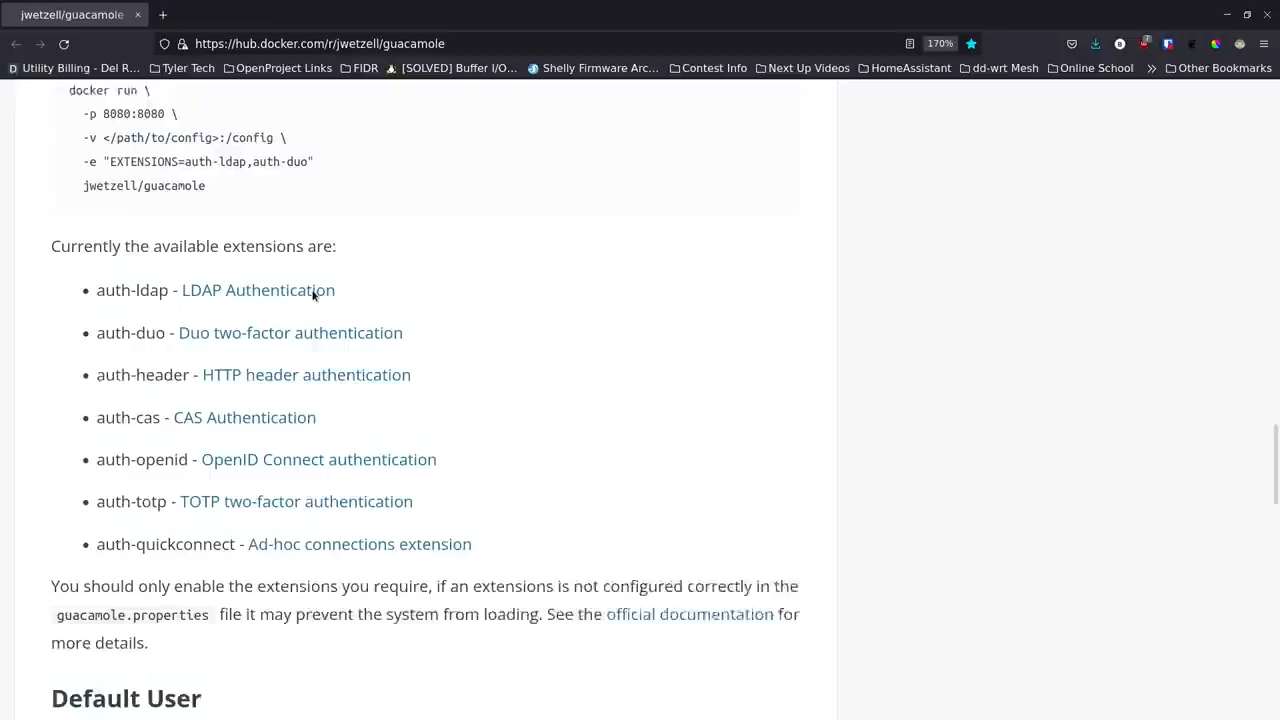 jwetzell/guacamole
https://hub.docker.com/r/jwetzell/guacamole
170%
7
Utility Billing - Del R...
Tyler Tech
OpenProject Links
FIDR
[SOLVED] Buffer I/O...
Shelly Firmware Arc...
Contest Info
Next Up Videos
HomeAssistant
dd-wrt Mesh
Online School
Other Bookmarks
docker run \
-p 8080:8080 \
-v </path/to/config>:/config \
-e "EXTENSIONS=auth-ldap,auth-duo"
jwetzell/guacamole
Currently the available extensions are:
• auth-ldap - LDAP Authentication
• auth-duo - Duo two-factor authentication
• auth-header - HTTP header authentication
• auth-cas - CAS Authentication
• auth-openid - OpenID Connect authentication
• auth-totp - TOTP two-factor authentication
• auth-quickconnect - Ad-hoc connections extension
You should only enable the extensions you require, if an extensions is not configured correctly in the
guacamole.properties file it may prevent the system from loading. See the official documentation for
more details.
Default User